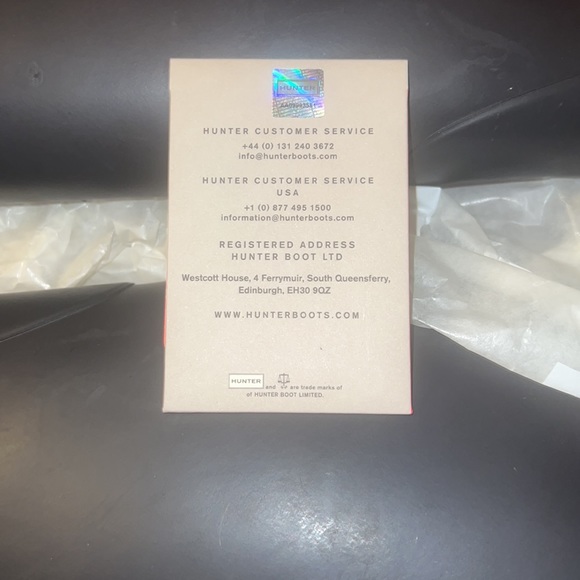 HUNTER
HUNTER CUSTOMER SERVICE
+44 (0) 131 240 3672
info@hunterboots.com
HUNTER CUSTOMER SERVICE
USA
+1 (0) 877 495 1500
information@hunterboots.com
REGISTERED ADDRESS
HUNTER BOOT LTD
Westcott House, 4 Ferrymuir, South Queensferry,
Edinburgh, EH30 9QZ
WWW.HUNTERBOOTS.COM
HUNTER and are trade marks of
of HUNTER BOOT LIMITED.